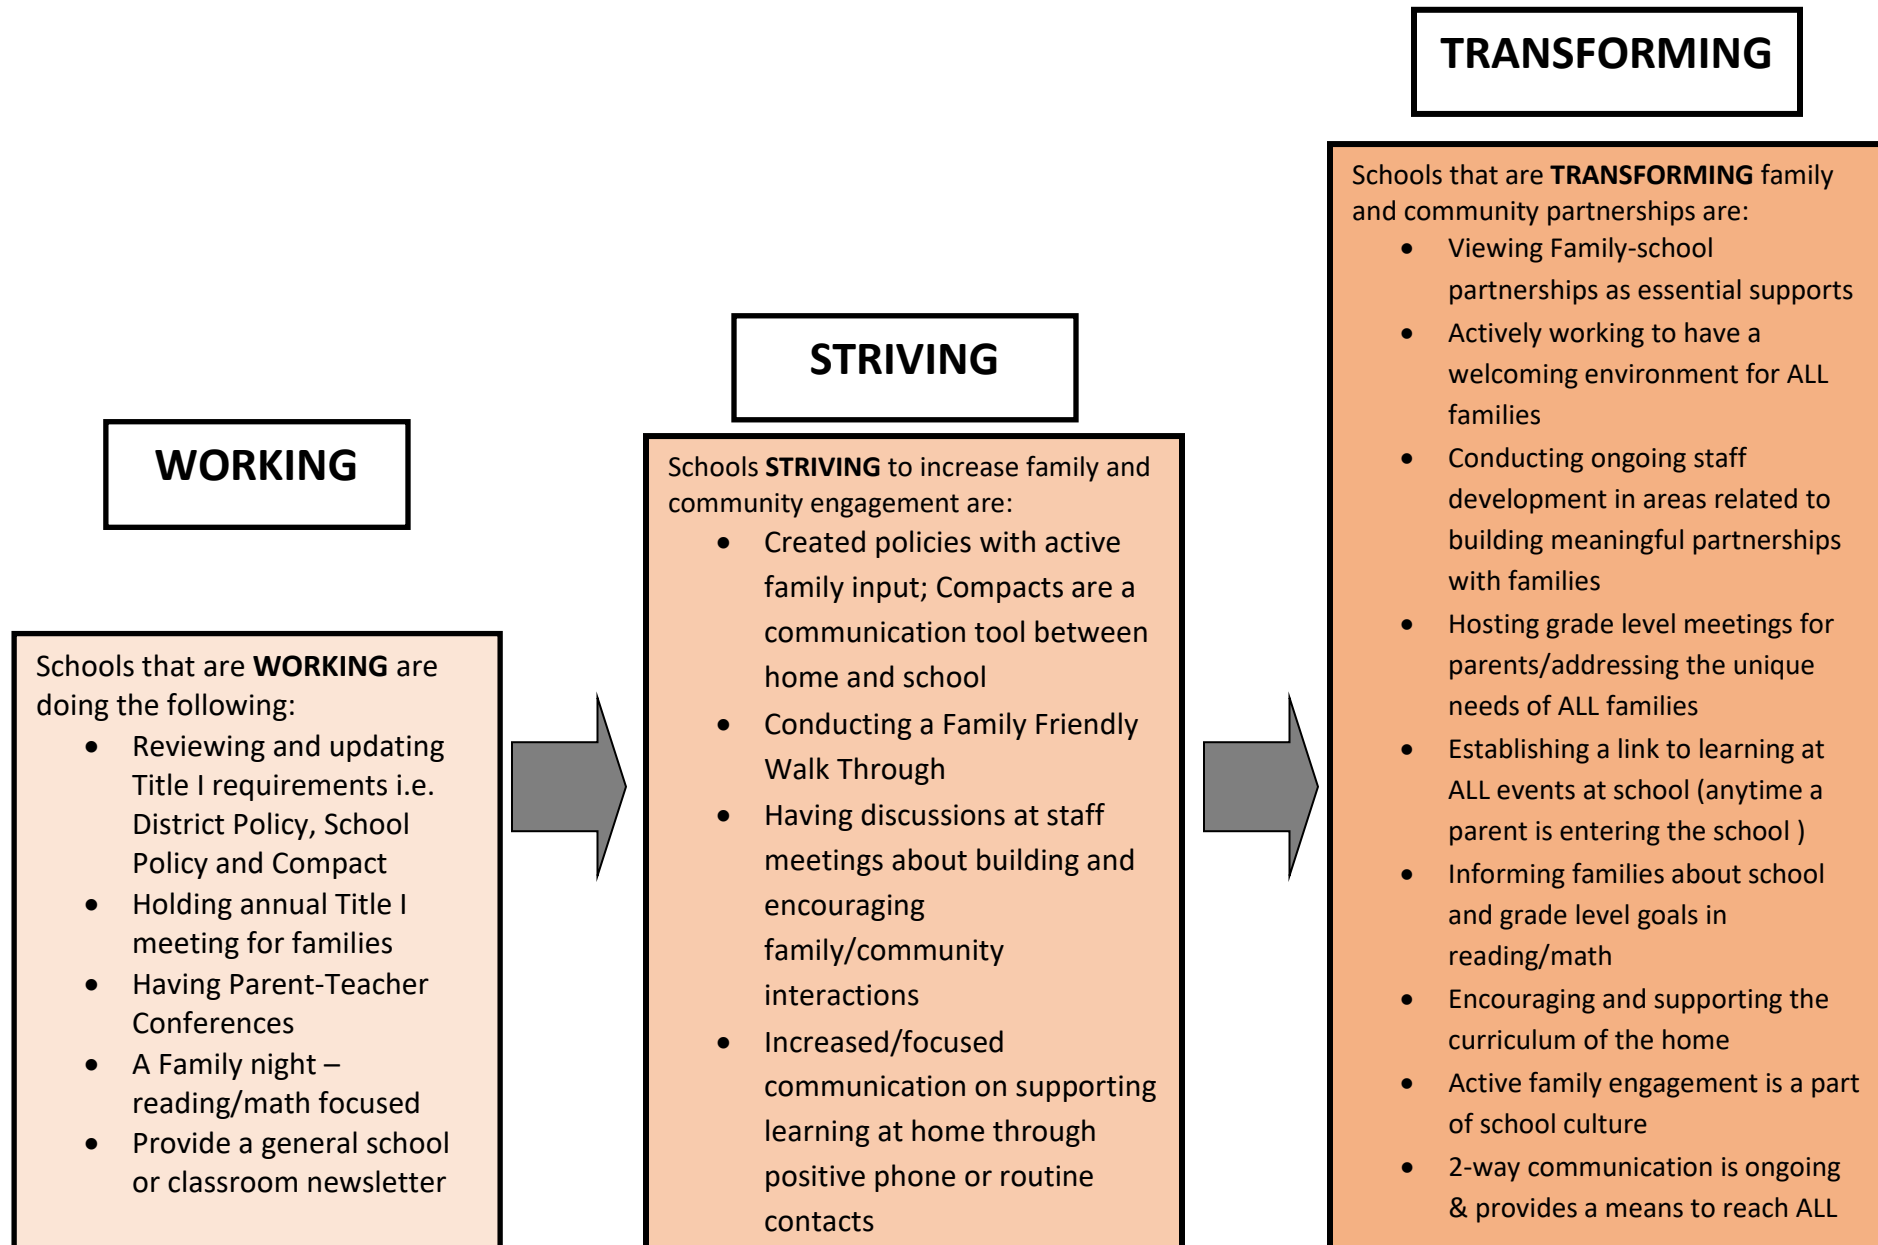 WORKING
Schools that are WORKING are
doing the following:
• Reviewing and updating
Title I requirements i.e.
District Policy, School
Policy and Compact
• Holding annual Title I
meeting for families
• Having Parent-Teacher
Conferences
• A Family night –
reading/math focused
• Provide a general school
or classroom newsletter
STRIVING
Schools STRIVING to increase family and
community engagement are:
• Created policies with active
family input; Compacts are a
communication tool between
home and school
• Conducting a Family Friendly
Walk Through
• Having discussions at staff
meetings about building and
encouraging
family/community
interactions
• Increased/focused
communication on supporting
learning at home through
positive phone or routine
contacts
TRANSFORMING
Schools that are TRANSFORMING family
and community partnerships are:
• Viewing Family-school
partnerships as essential supports
• Actively working to have a
welcoming environment for ALL
families
• Conducting ongoing staff
development in areas related to
building meaningful partnerships
with families
• Hosting grade level meetings for
parents/addressing the unique
needs of ALL families
• Establishing a link to learning at
ALL events at school (anytime a
parent is entering the school )
• Informing families about school
and grade level goals in
reading/math
• Encouraging and supporting the
curriculum of the home
• Active family engagement is a part
of school culture
• 2-way communication is ongoing
& provides a means to reach ALL